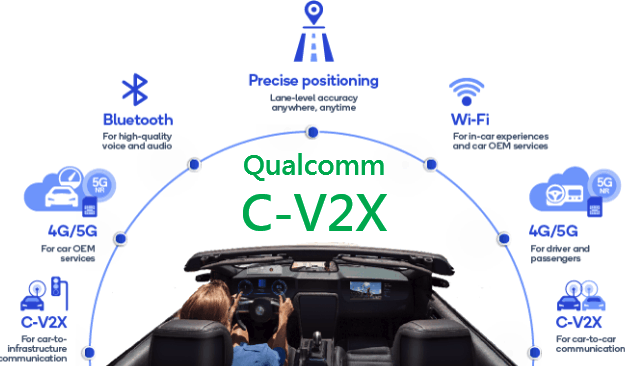 Precise positioning
Lane-level accuracy
anywhere, anytime
Bluetooth
For high-quality
voice and audio
Wi-Fi
For in-car experiences
and car OEM services
Qualcomm
C-V2X
5G
NR
4G/5G
For car OEM
services
5G
NR
4G/5G
For driver and
passengers
C-V2X
For car-to-
infrastructure
communication
C-V2X
For car-to-car
communication